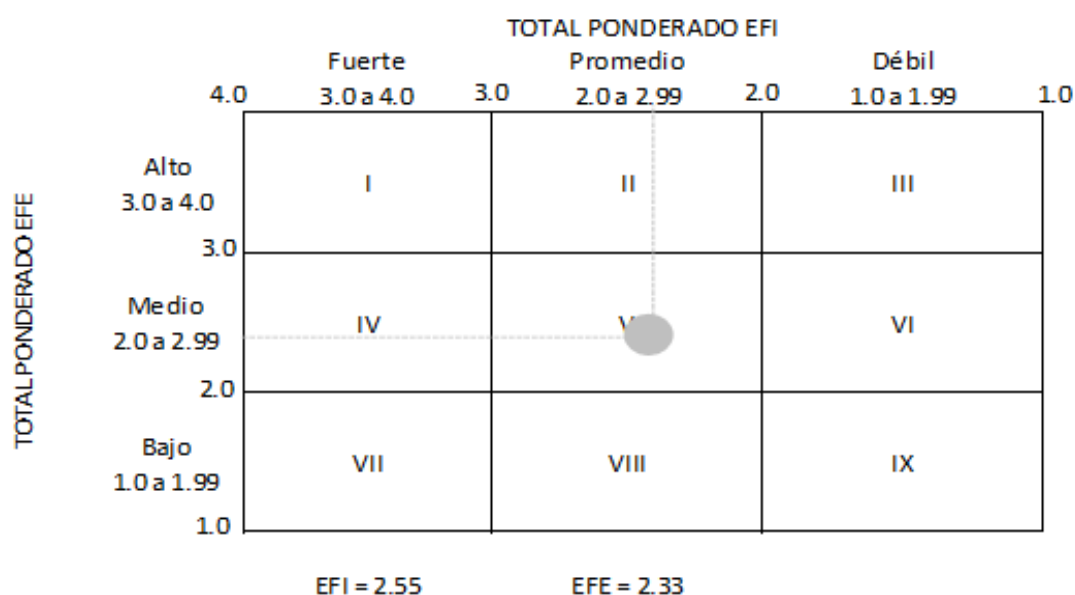 TOTAL PONDERADO EFI
Fuerte Promedio Débil
4.0 3.0 a 4.0 3.0 2.0 a 2.99 2.0 1.0 a 1.99 1.0
TOTAL PONDERADO EFE
Alto
3.0 a 4.0
I II III
3.0
Medio
2.0 a 2.99
IV V VI
2.0
Bajo
1.0 a 1.99
VII VIII IX
1.0
EFI = 2.55 EFE = 2.33